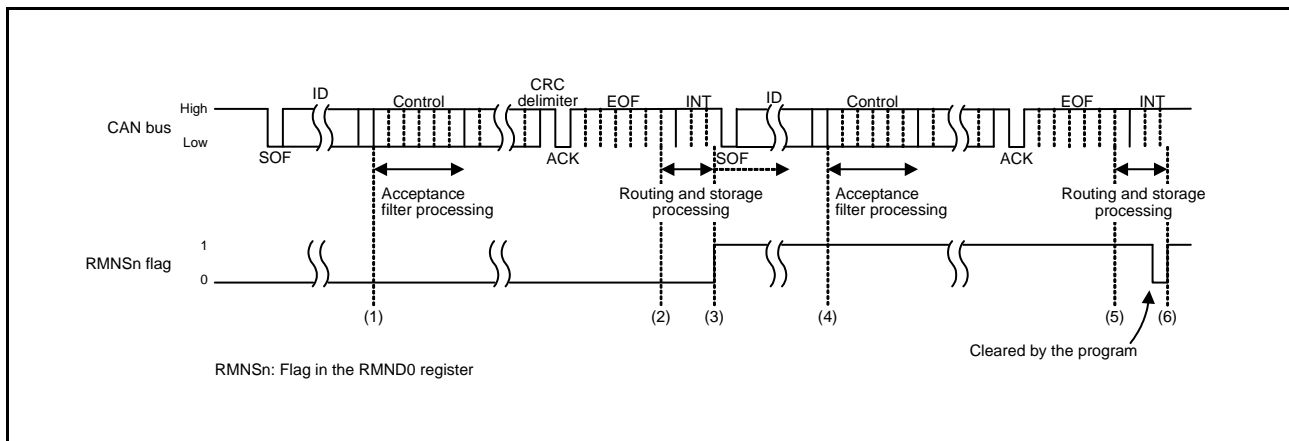 CAN bus
High
Low
SOF
ID
Control
CRC
delimiter
ACK
EOF
INT
SOF
ID
Control
ACK
EOF
INT
Acceptance
filter processing
Routing and storage
processing
Acceptance
filter processing
Routing and storage
processing
RMNSn flag
1
0
(1)
(2)
(3)
(4)
(5)
(6)
Cleared by the program
RMNSn: Flag in the RMND0 register